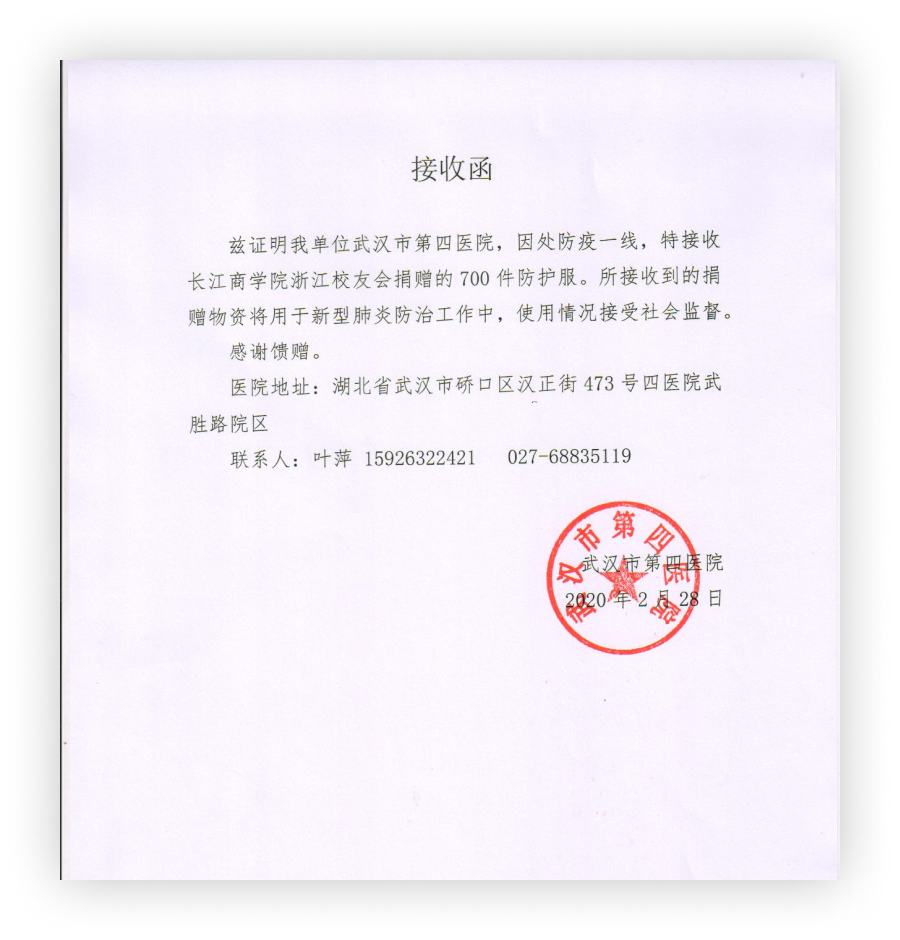 接收函
兹证明我单位武汉市第四医院，因处防疫一线，特接收
长江商学院浙江校友会捐赠的 700 件防护服。所接收到的捐
赠物资将用于新型肺炎防治工作中，使用情况接受社会监督。
感谢馈赠。
医院地址：湖北省武汉市硚口区汉正街 473 号四医院武
胜路院区
联系人：叶萍 15926322421 027-68835119
武汉市第四医院
武汉市第四医院
2020 年 2 月 28 日